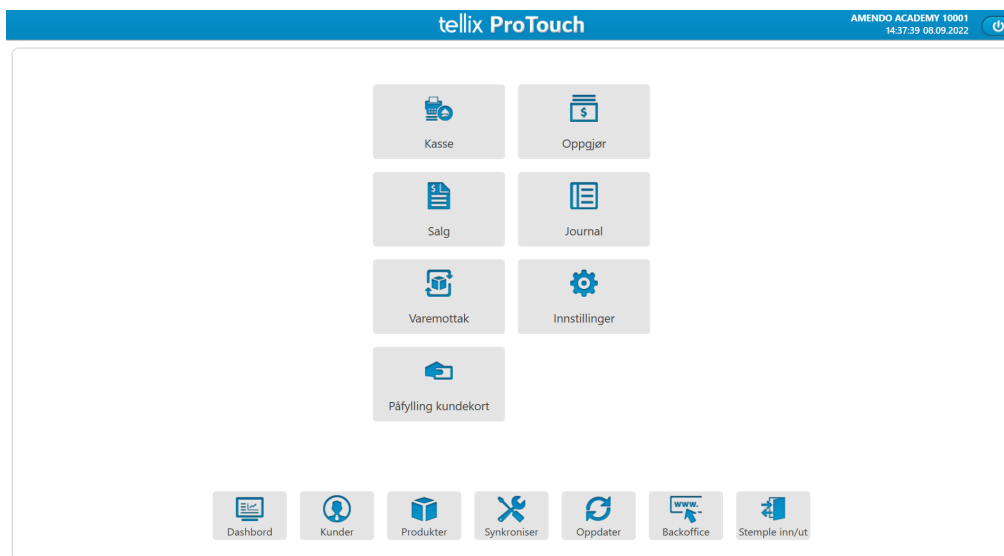 tellix ProTouch
AMENDO ACADEMY 10001
14:37:39 08.09.2022
Kasse
Oppgjør
Salg
Journal
Varemottak
Innstillinger
Påfylling kundekort
Dashbord
Kunder
Produkter
Synkroniser
Oppdater
www.
Backoffice
Stemple inn/ut